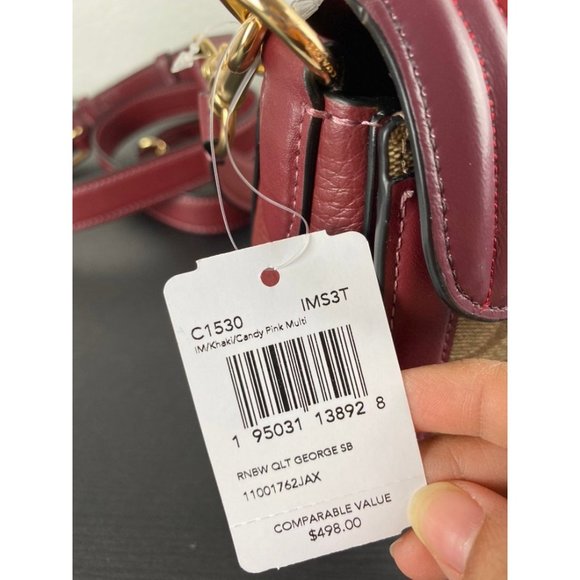 C1530 IMS3T
IM/Khaki/Candy Pink Multi
1 95031 13892 8
RNBW QLT GEORGE SB
11001762JAX
COMPARABLE VALUE
$498.00